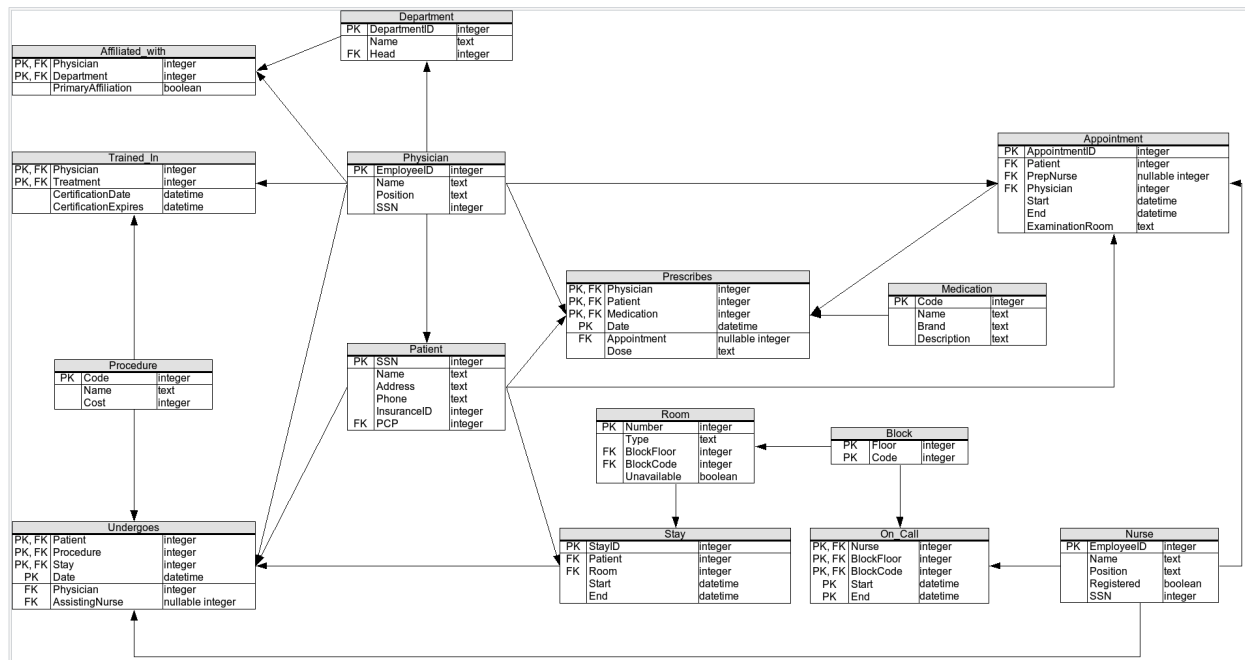 Department
PK DepartmentID integer
Name text
FK Head integer
Affiliated_with
PK, FK Physician integer
PK, FK Department integer
PrimaryAffiliation boolean
Trained_In
PK, FK Physician integer
PK, FK Treatment integer
CertificationDate datetime
CertificationExpires datetime
Physician
PK EmployeeID integer
Name text
Position text
SSN integer
Appointment
PK AppointmentID integer
FK Patient integer
FK PrepNurse nullable integer
FK Physician integer
Start datetime
End datetime
ExaminationRoom text
Prescribes
PK, FK Physician integer
PK, FK Patient integer
PK, FK Medication integer
PK Date datetime
FK Appointment nullable integer
Dose text
Medication
PK Code integer
Name text
Brand text
Description text
Procedure
PK Code integer
Name text
Cost integer
Patient
PK SSN integer
Name text
Address text
Phone text
InsuranceID integer
FK PCP integer
Room
PK Number integer
Type text
FK BlockFloor integer
FK BlockCode integer
Unavailable boolean
Block
PK Floor integer
PK Code integer
Undergoes
PK, FK Patient integer
PK, FK Procedure integer
PK, FK Stay integer
PK Date datetime
FK Physician integer
FK AssistingNurse nullable integer
Stay
PK StayID integer
FK Patient integer
FK Room integer
Start datetime
End datetime
On_Call
PK, FK Nurse integer
PK, FK BlockFloor integer
PK, FK BlockCode integer
PK Start datetime
PK End datetime
Nurse
PK EmployeeID integer
Name text
Position text
Registered boolean
SSN integer